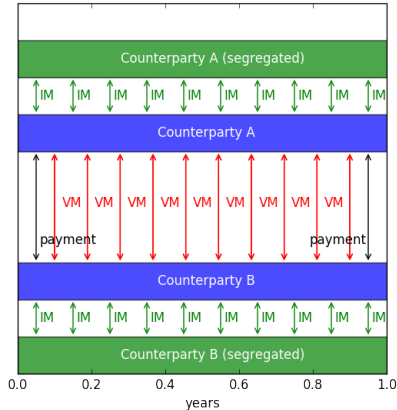 Counterparty A (segregated)
IM IM IM IM IM IM IM IM IM IM
Counterparty A
VM VM VM VM VM VM VM VM
payment payment
Counterparty B
IM IM IM IM IM IM IM IM IM IM
Counterparty B (segregated)
0.0 0.2 0.4 0.6 0.8 1.0
years